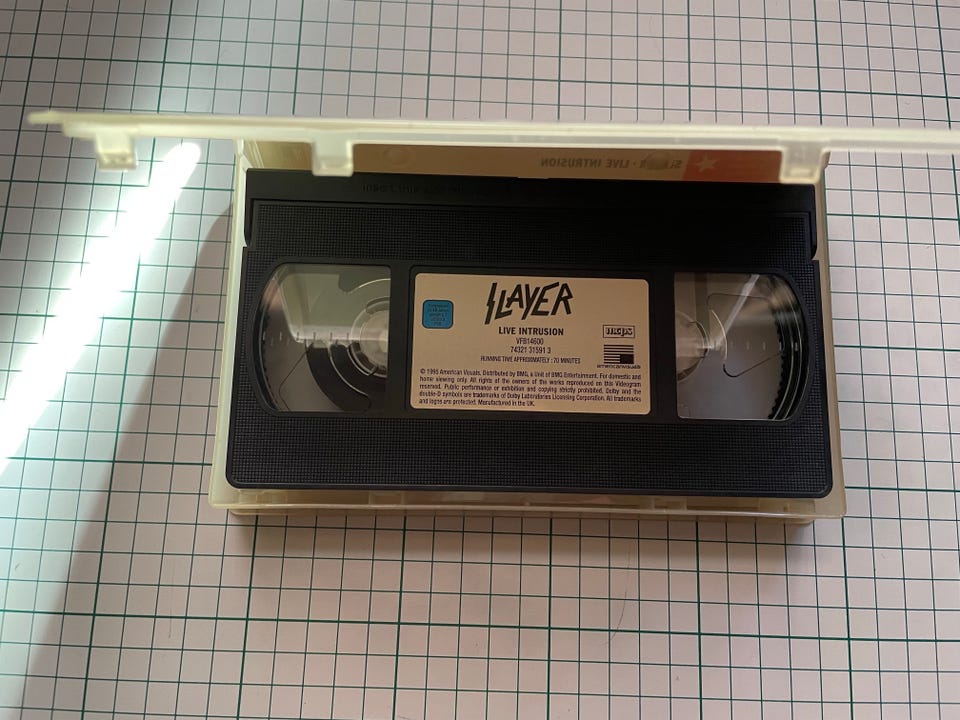 SLAYER · LIVE INTRUSION
SLAYER
LIVE INTRUSION
VFB14600
74321 31591 3
RUNNING TIME APPROXIMATELY : 70 MINUTES
mcps
americanvisuals
© 1995 American Visuals. Distributed by BMG, a Unit of BMG Entertainment. For domestic and
home viewing only. All rights of the owners of the works reproduced on this Videogram
reserved. Public performance or exhibition and copying strictly prohibited. Dolby and the
double-D symbols are trademarks of Dolby Laboratories Licensing Corporation. All trademarks
and logos are protected. Manufactured in the UK.